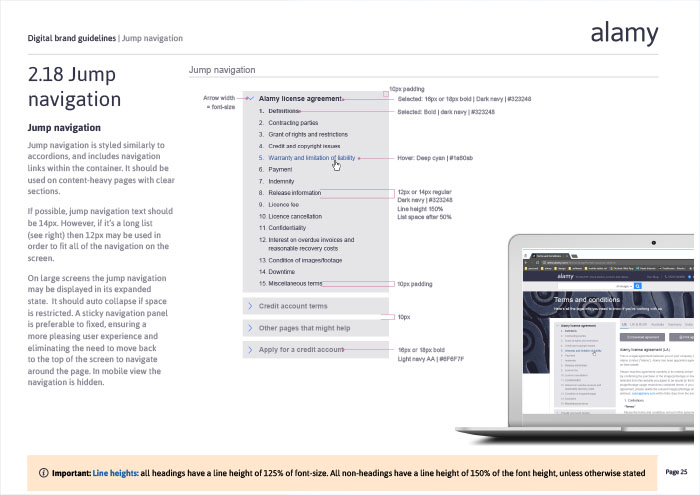 Digital brand guidelines | Jump navigation
alamy
2.18 Jump
navigation
Jump navigation
Jump navigation is styled similarly to
accordions, and includes navigation
links within the container. It should be
used on content-heavy pages with clear
sections.
If possible, jump navigation text should
be 14px. However, if it's a long list
(see right) then 12px may be used in
order to fit all of the navigation on the
screen.
On large screens the jump navigation
may be displayed in its expanded
state. It should auto collapse if space
is restricted. A sticky navigation panel
is preferable to fixed, ensuring a
more pleasing user experience and
eliminating the need to move back
to the top of the screen to navigate
around the page. In mobile view the
navigation is hidden.
Jump navigation
10px padding
Arrow width
= font-size
Alamy license agreement
Selected: 16px or 18px bold | Dark navy | #323248
1. Definitions
Selected: Bold | dark navy | #323248
2. Contracting parties
3. Grant of rights and restrictions
4. Credit and copyright issues
5. Warranty and limitation of liability
Hover: Deep cyan | #1e60ab
6. Payment
7. Indemnity
8. Release information
12px or 14px regular
Dark navy | #323248
Line height 150%
List space after 50%
9. Licence fee
10. Licence cancellation
11. Confidentiality
12. Interest on overdue invoices and
reasonable recovery costs
13. Condition of images/footage
14. Downtime
15. Miscellaneous terms
10px padding
Credit account terms
10px
Other pages that might help
Apply for a credit account
16px or 18px bold
Light navy AA | #6F6F7F
Terms and conditions
Alamy license agreement
Important: Line heights: all headings have a line height of 125% of font-size. All non-headings have a line height of 150% of the font height, unless otherwise stated
Page 25